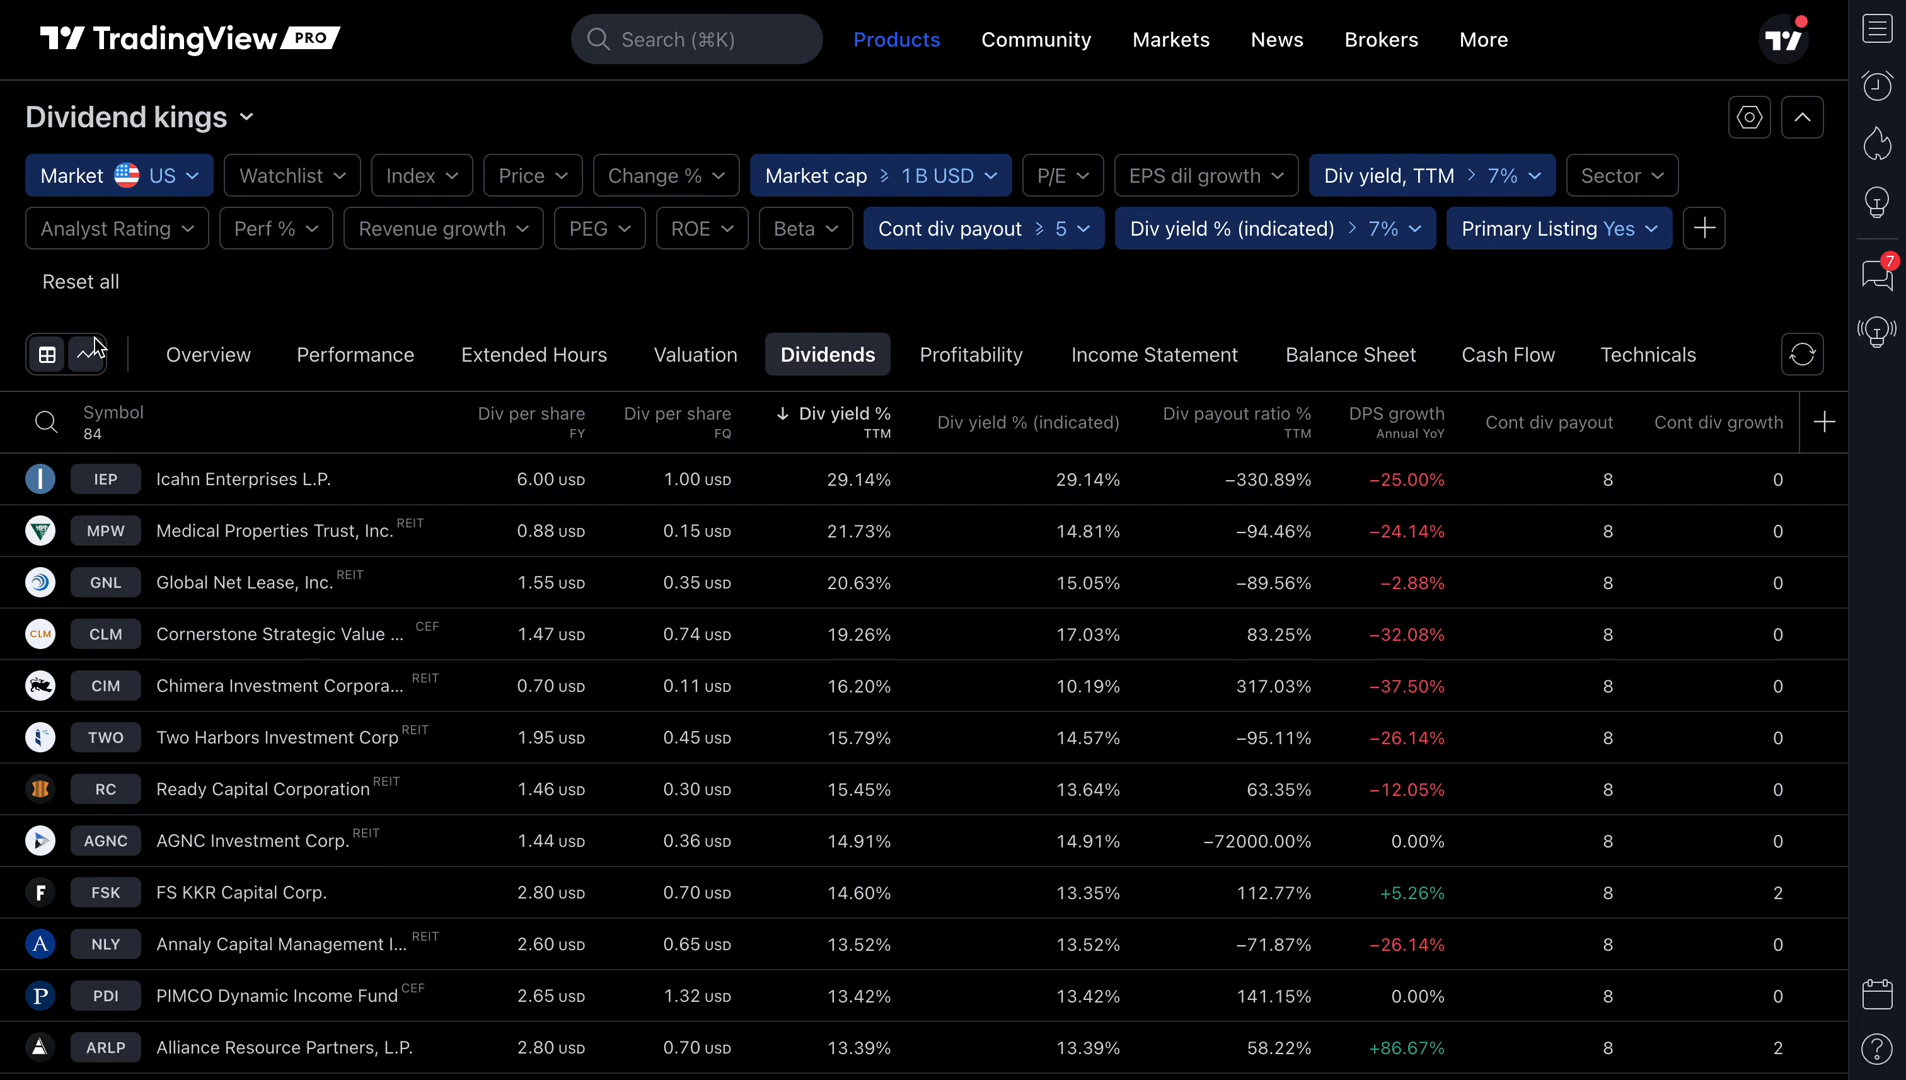 TradingView PRO
Search (⌘K)
Products Community Markets News Brokers More
7
Dividend kings
Market US Watchlist Index Price Change % Market cap ≥ 1 B USD P/E EPS dil growth Div yield, TTM > 7% Sector
Analyst Rating Perf % Revenue growth PEG ROE Beta Cont div payout ≥ 5 Div yield % (indicated) > 7% Primary Listing Yes
Reset all
Overview Performance Extended Hours Valuation Dividends Profitability Income Statement Balance Sheet Cash Flow Technicals
Symbol 84 Div per share FY Div per share FQ ↓ Div yield % TTM Div yield % (indicated) Div payout ratio % TTM DPS growth Annual YoY Cont div payout Cont div growth
IEP Icahn Enterprises L.P. 6.00 USD 1.00 USD 29.14% 29.14% −330.89% −25.00% 8 0
MPW Medical Properties Trust, Inc. REIT 0.88 USD 0.15 USD 21.73% 14.81% −94.46% −24.14% 8 0
GNL Global Net Lease, Inc. REIT 1.55 USD 0.35 USD 20.63% 15.05% −89.56% −2.88% 8 0
CLM CLM Cornerstone Strategic Value ... CEF 1.47 USD 0.74 USD 19.26% 17.03% 83.25% −32.08% 8 0
CIM Chimera Investment Corpora... REIT 0.70 USD 0.11 USD 16.20% 10.19% 317.03% −37.50% 8 0
TWO Two Harbors Investment Corp REIT 1.95 USD 0.45 USD 15.79% 14.57% −95.11% −26.14% 8 0
RC Ready Capital Corporation REIT 1.46 USD 0.30 USD 15.45% 13.64% 63.35% −12.05% 8 0
AGNC AGNC Investment Corp. REIT 1.44 USD 0.36 USD 14.91% 14.91% −72000.00% 0.00% 8 0
F FSK FS KKR Capital Corp. 2.80 USD 0.70 USD 14.60% 13.35% 112.77% +5.26% 8 2
A NLY Annaly Capital Management I... REIT 2.60 USD 0.65 USD 13.52% 13.52% −71.87% −26.14% 8 0
P PDI PIMCO Dynamic Income Fund CEF 2.65 USD 1.32 USD 13.42% 13.42% 141.15% 0.00% 8 0
ARLP Alliance Resource Partners, L.P. 2.80 USD 0.70 USD 13.39% 13.39% 58.22% +86.67% 8 2